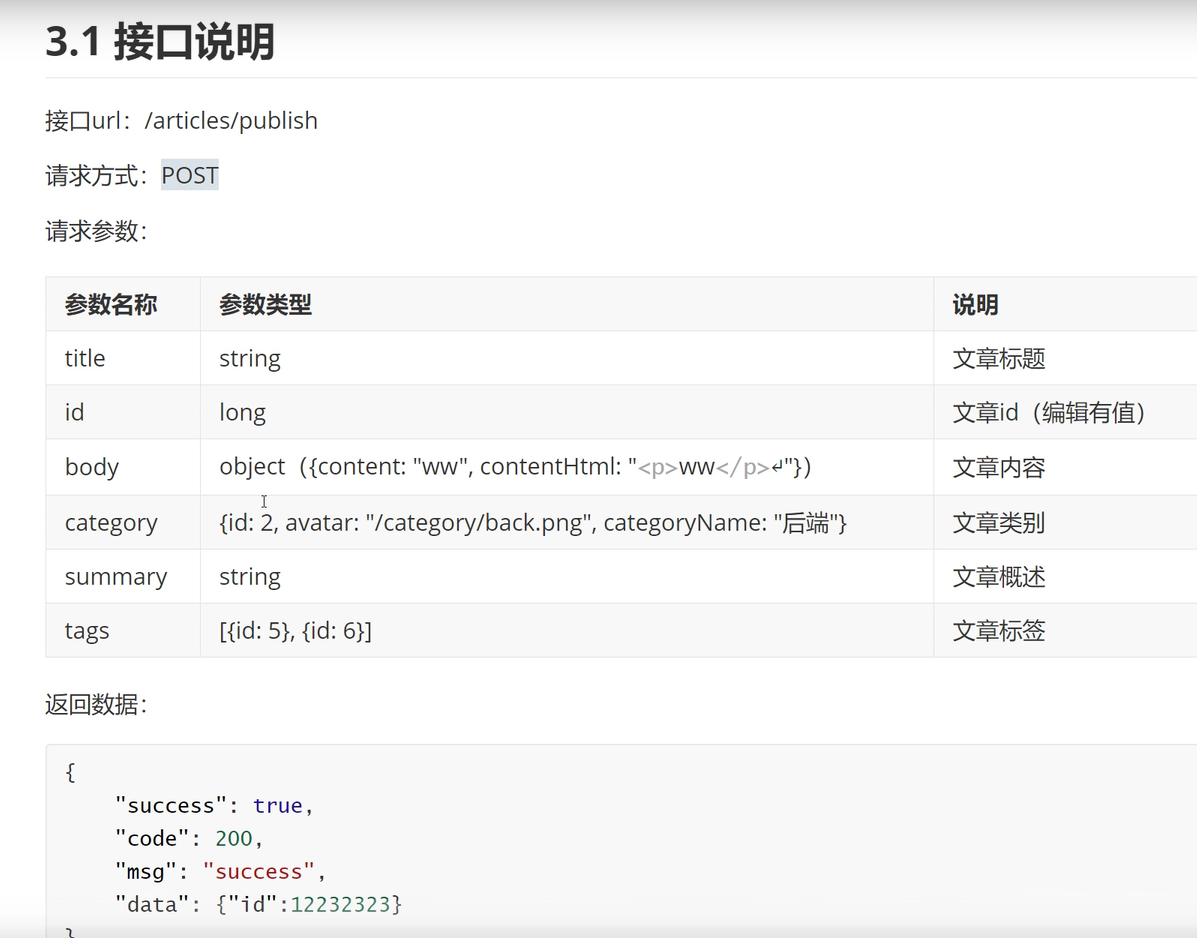 3.1 接口说明
接口url：/articles/publish
请求方式：POST
请求参数：
参数名称 参数类型 说明
title string 文章标题
id long 文章id（编辑有值）
body object（{content: "ww", contentHtml: "<p>ww</p>↵"}） 文章内容
category {id: 2, avatar: "/category/back.png", categoryName: "后端"} 文章类别
summary string 文章概述
tags [{id: 5}, {id: 6}] 文章标签
返回数据：
{
"success": true,
"code": 200,
"msg": "success",
"data": {"id":12232323}
}